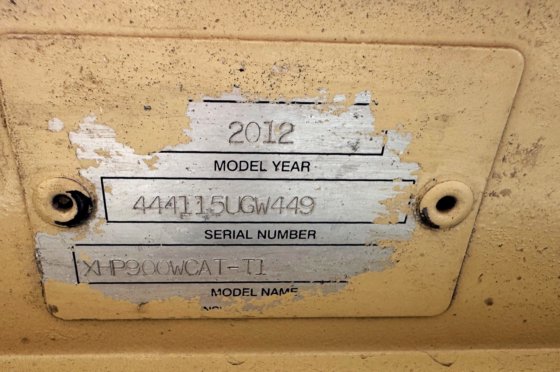 2012
MODEL YEAR
444115UGW449
SERIAL NUMBER
XHP900WCAT-T1
MODEL NAME